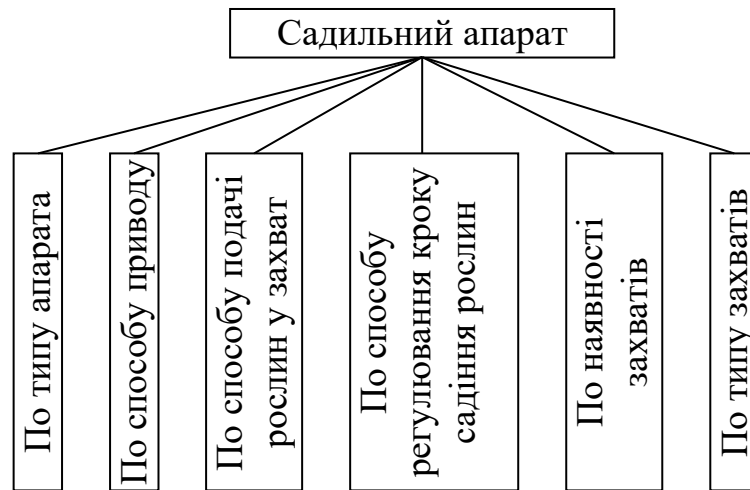 Садильний апарат
По типу апарата
По способу приводу
По способу подачі
рослин у захват
По способу
регулювання кроку
садіння рослин
По наявності
захватів
По типу захватів